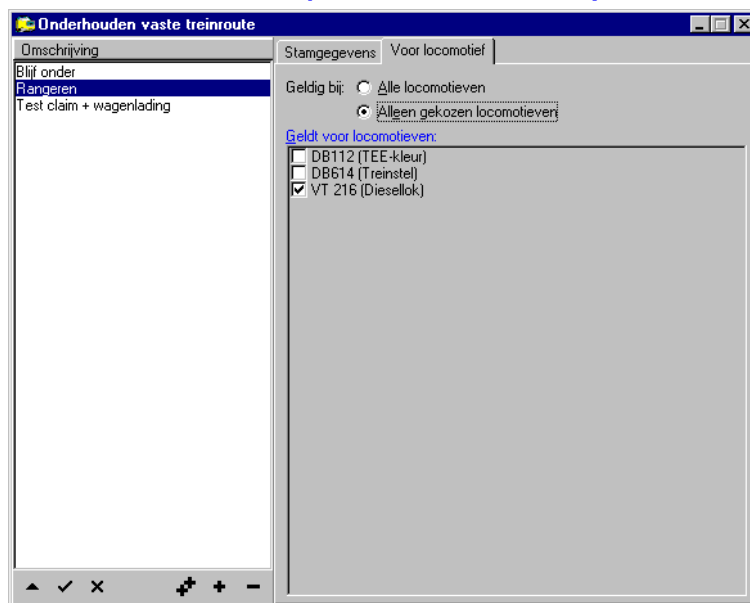 Onderhouden vaste treinroute
Omschrijving
Blijf onder
Rangeren
Test claim + wagenlading
Stamgegevens
Voor locomotief
Geldig bij:
Alle locomotieven
Alleen gekozen locomotieven
Geldt voor locomotieven:
DB112 (TEE-kleur)
DB614 (Treinstel)
VT 216 (Diesellok)